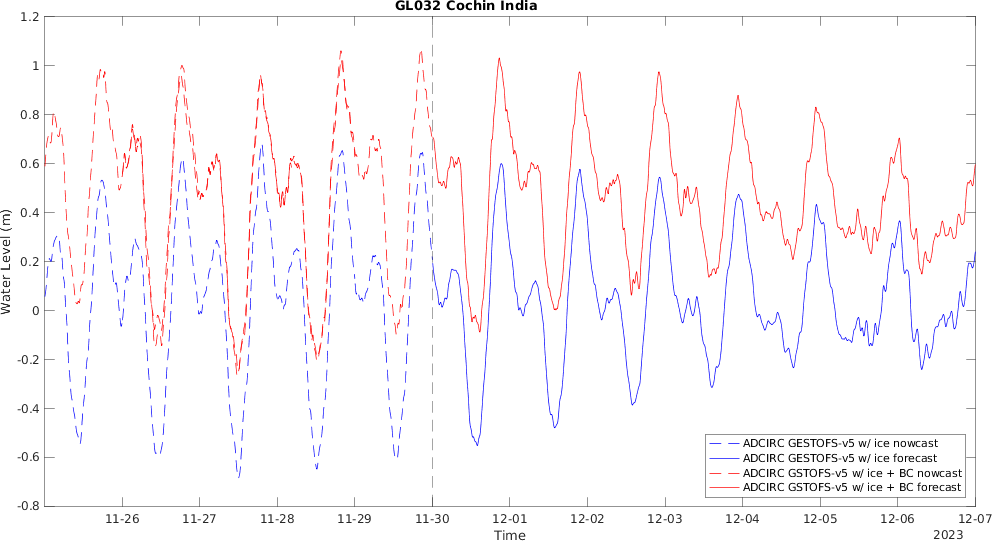 GL032 Cochin India
1.2
1
0.8
0.6
0.4
0.2
0
-0.2
-0.4
-0.6
-0.8
Water Level (m)
ADCIRC GESTOFS-v5 w/ ice nowcast
ADCIRC GESTOFS-v5 w/ ice forecast
ADCIRC GSTOFS-v5 w/ ice + BC nowcast
ADCIRC GSTOFS-v5 w/ ice + BC forecast
11-26 11-27 11-28 11-29 11-30 12-01 12-02 12-03 12-04 12-05 12-06 12-07
Time
2023